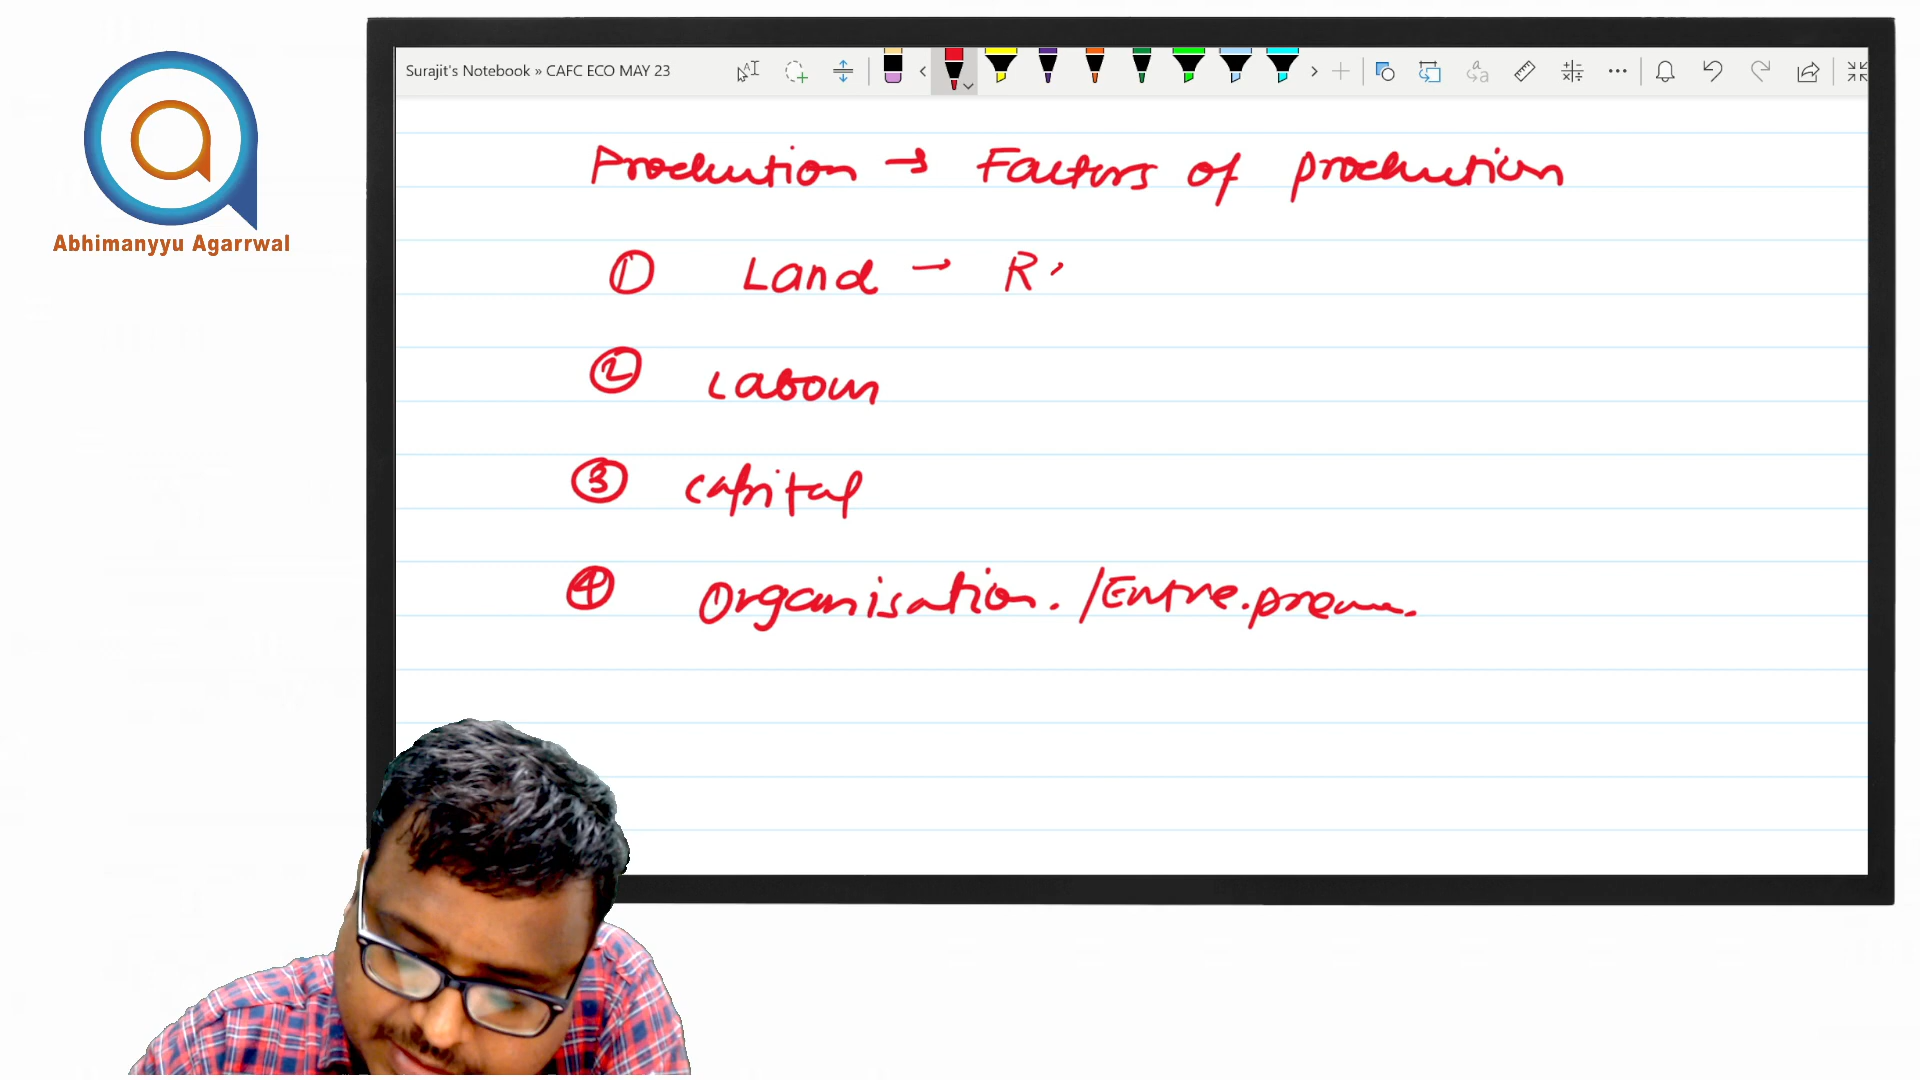 Abhimanyyu Agarrwal
Surajit's Notebook » CAFC ECO MAY 23
Production → Factors of production
① Land → R
② Labour
③ Capital
④ Organisation. /Entre.preneu.